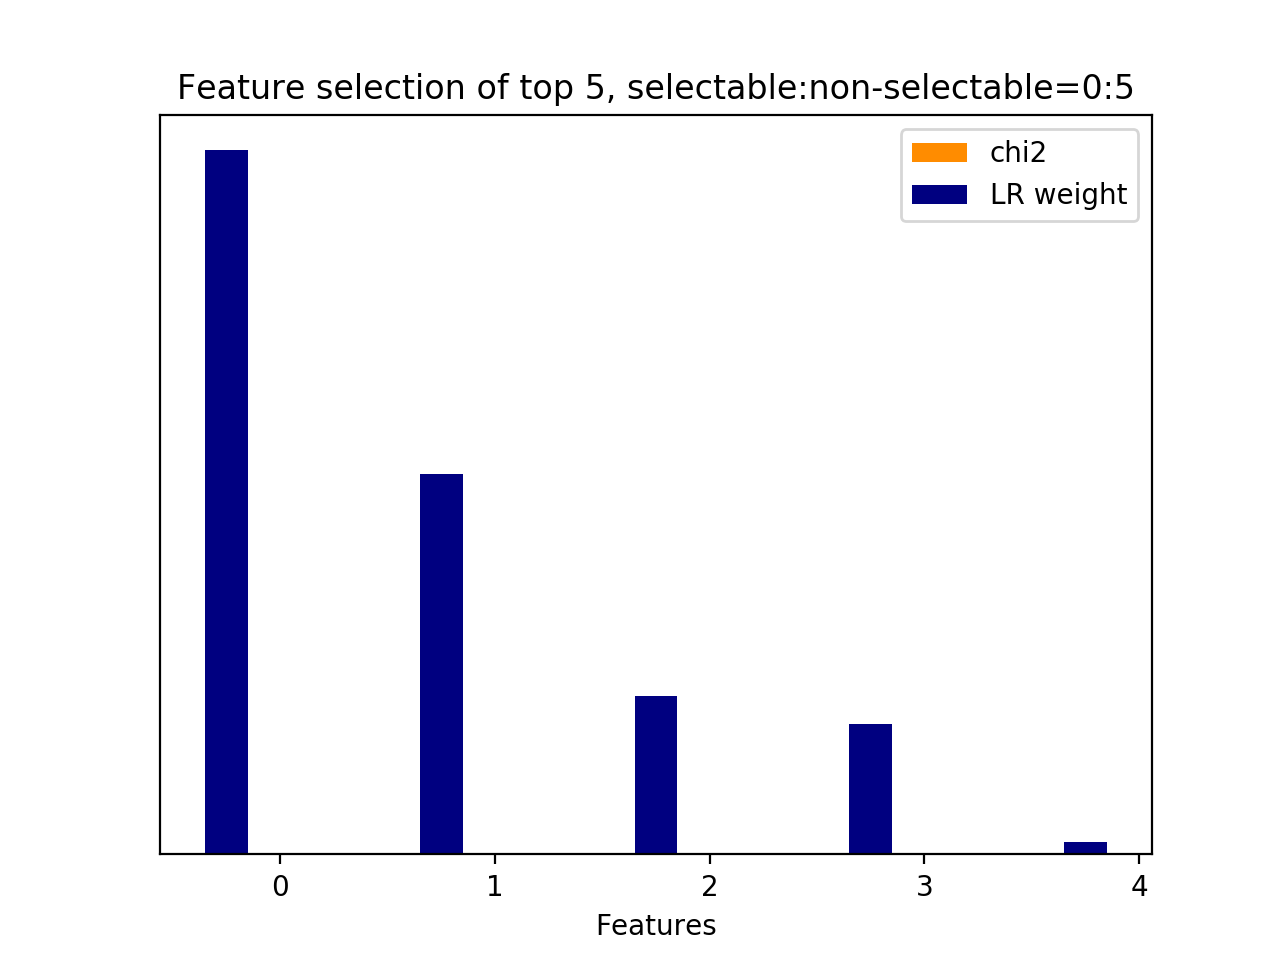 Feature selection of top 5, selectable:non-selectable=0:5
chi2
LR weight
0 1 2 3 4
Features